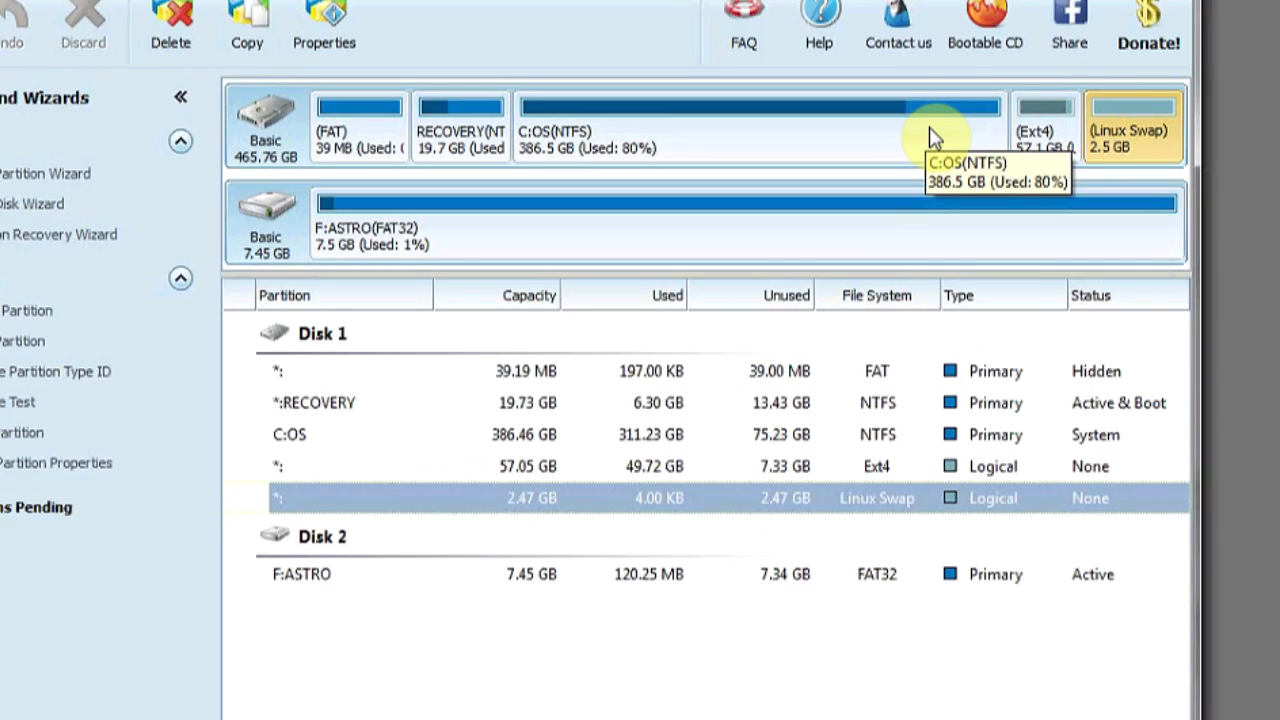 ndo
Discard
Delete
Copy
Properties
FAQ
Help
Contact us
Bootable CD
Share
Donate!
nd Wizards
Partition Wizard
Disk Wizard
on Recovery Wizard
Partition
Partition
e Partition Type ID
e Test
artition
Partition Properties
ns Pending
Basic
465.76 GB
(FAT)
39 MB (Used: (
RECOVERY(NT
19.7 GB (Used
C:OS(NTFS)
386.5 GB (Used: 80%)
(Ext4)
57.1 GB (
(Linux Swap)
2.5 GB
C:OS(NTFS)
386.5 GB (Used: 80%)
Basic
7.45 GB
F:ASTRO(FAT32)
7.5 GB (Used: 1%)
Partition Capacity Used Unused File System Type Status
Disk 1
*: 39.19 MB 197.00 KB 39.00 MB FAT Primary Hidden
*:RECOVERY 19.73 GB 6.30 GB 13.43 GB NTFS Primary Active & Boot
C:OS 386.46 GB 311.23 GB 75.23 GB NTFS Primary System
*: 57.05 GB 49.72 GB 7.33 GB Ext4 Logical None
*: 2.47 GB 4.00 KB 2.47 GB Linux Swap Logical None
Disk 2
F:ASTRO 7.45 GB 120.25 MB 7.34 GB FAT32 Primary Active